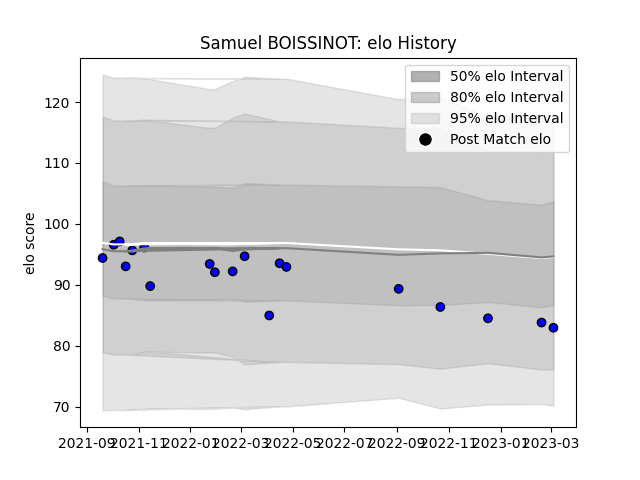 Samuel BOISSINOT: elo History
50% elo Interval
80% elo Interval
95% elo Interval
Post Match elo
elo score
120
110
100
90
80
70
2021-09 2021-11 2022-01 2022-03 2022-05 2022-07 2022-09 2022-11 2023-01 2023-03